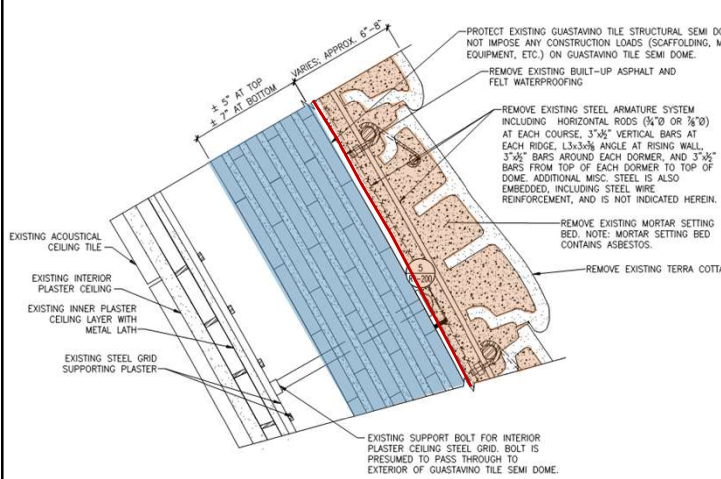 PROTECT EXISTING GUASTAVINO TILE STRUCTURAL SEMI
NOT IMPOSE ANY CONSTRUCTION LOADS (SCAFFOLDING,
EQUIPMENT, ETC.) ON GUASTAVINO TILE SEMI DOME.
VARIES: APPROX. 6"-8"
± 5" AT TOP
± 7" AT BOTTOM
REMOVE EXISTING BUILT-UP ASPHALT AND
FELT WATERPROOFING
REMOVE EXISTING STEEL ARMATURE SYSTEM
INCLUDING HORIZONTAL RODS (¾"Ø OR ⅞"Ø)
AT EACH COURSE, 3"x½" VERTICAL BARS AT
EACH RIDGE, L3x3x⅜ ANGLE AT RISING WALL,
3"x½" BARS AROUND EACH DORMER, AND 3"x½"
BARS FROM TOP OF EACH DORMER TO TOP OF
DOME. ADDITIONAL MISC. STEEL IS ALSO
EMBEDDED, INCLUDING STEEL WIRE
REINFORCEMENT, AND IS NOT INDICATED HEREIN.
REMOVE EXISTING MORTAR SETTING
BED. NOTE: MORTAR SETTING BED
CONTAINS ASBESTOS.
REMOVE EXISTING TERRA
EXISTING ACOUSTICAL
CEILING TILE
EXISTING INTERIOR
PLASTER CEILING
EXISTING INNER PLASTER
CEILING LAYER WITH
METAL LATH
EXISTING STEEL GRID
SUPPORTING PLASTER
EXISTING SUPPORT BOLT FOR INTERIOR
PLASTER CEILING STEEL GRID. BOLT IS
PRESUMED TO PASS THROUGH TO
EXTERIOR OF GUASTAVINO TILE SEMI DOME.